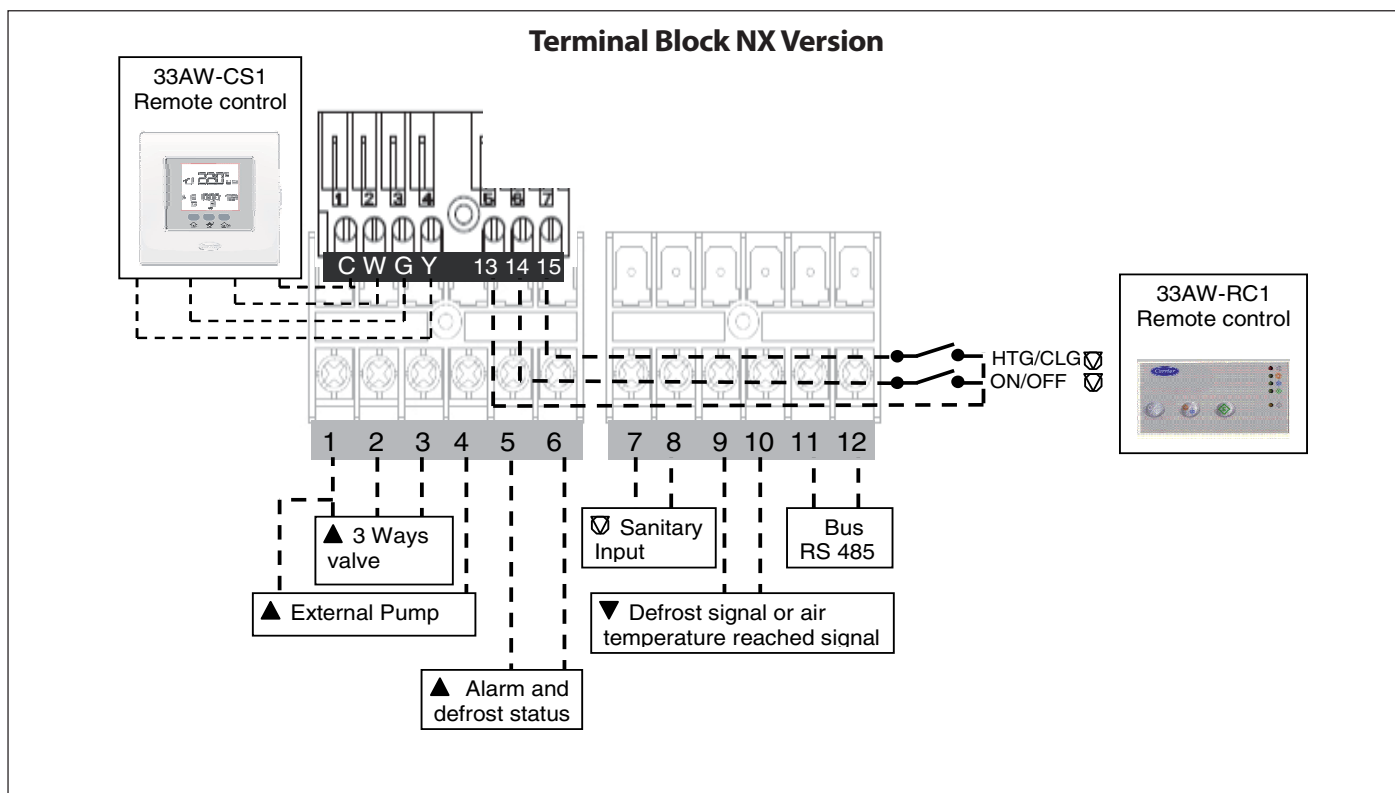 Terminal Block NX Version
33AW-CS1
Remote control
1 2 3 4 5 6 7
C W G Y 13 14 15
33AW-RC1
Remote control
Carrier
HTG/CLG
ON/OFF
1 2 3 4 5 6 7 8 9 10 11 12
▲ 3 Ways
valve
Sanitary
Input
Bus
RS 485
▲ External Pump
▼ Defrost signal or air
temperature reached signal
▲ Alarm and
defrost status